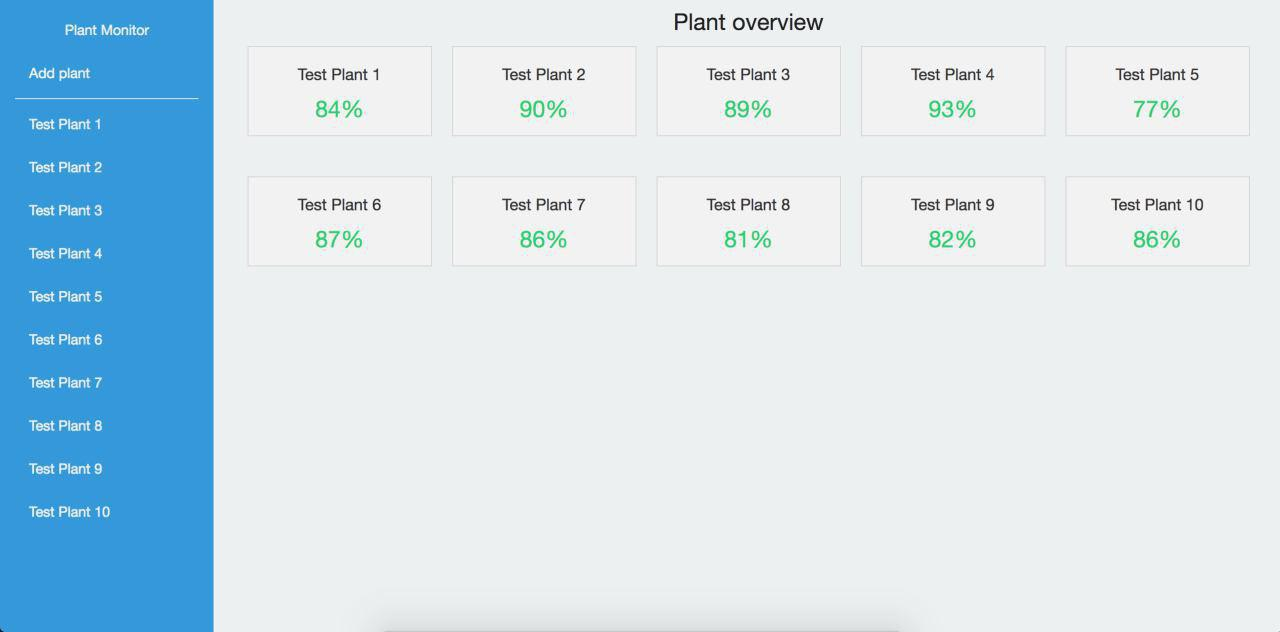 Plant Monitor
Add plant
Test Plant 1
Test Plant 2
Test Plant 3
Test Plant 4
Test Plant 5
Test Plant 6
Test Plant 7
Test Plant 8
Test Plant 9
Test Plant 10
Plant overview
Test Plant 1
84%
Test Plant 2
90%
Test Plant 3
89%
Test Plant 4
93%
Test Plant 5
77%
Test Plant 6
87%
Test Plant 7
86%
Test Plant 8
81%
Test Plant 9
82%
Test Plant 10
86%